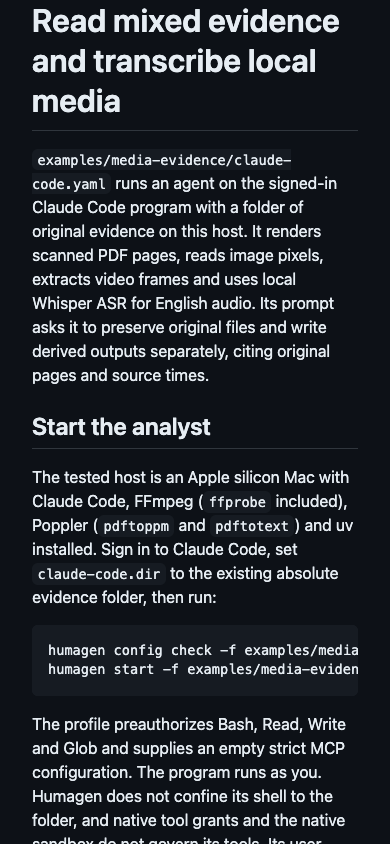 Read mixed evidence
and transcribe local
media
examples/media-evidence/claude-
code.yaml runs an agent on the signed-in
Claude Code program with a folder of
original evidence on this host. It renders
scanned PDF pages, reads image pixels,
extracts video frames and uses local
Whisper ASR for English audio. Its prompt
asks it to preserve original files and write
derived outputs separately, citing original
pages and source times.
Start the analyst
The tested host is an Apple silicon Mac with
Claude Code, FFmpeg ( ffprobe included),
Poppler ( pdftoppm and pdftotext ) and uv
installed. Sign in to Claude Code, set
claude-code.dir to the existing absolute
evidence folder, then run:
humagen config check -f examples/media
humagen start -f examples/media-eviden
The profile preauthorizes Bash, Read, Write
and Glob and supplies an empty strict MCP
configuration. The program runs as you.
Humagen does not confine its shell to the
folder, and native tool grants and the native
sandbox do not govern its tools. Its user